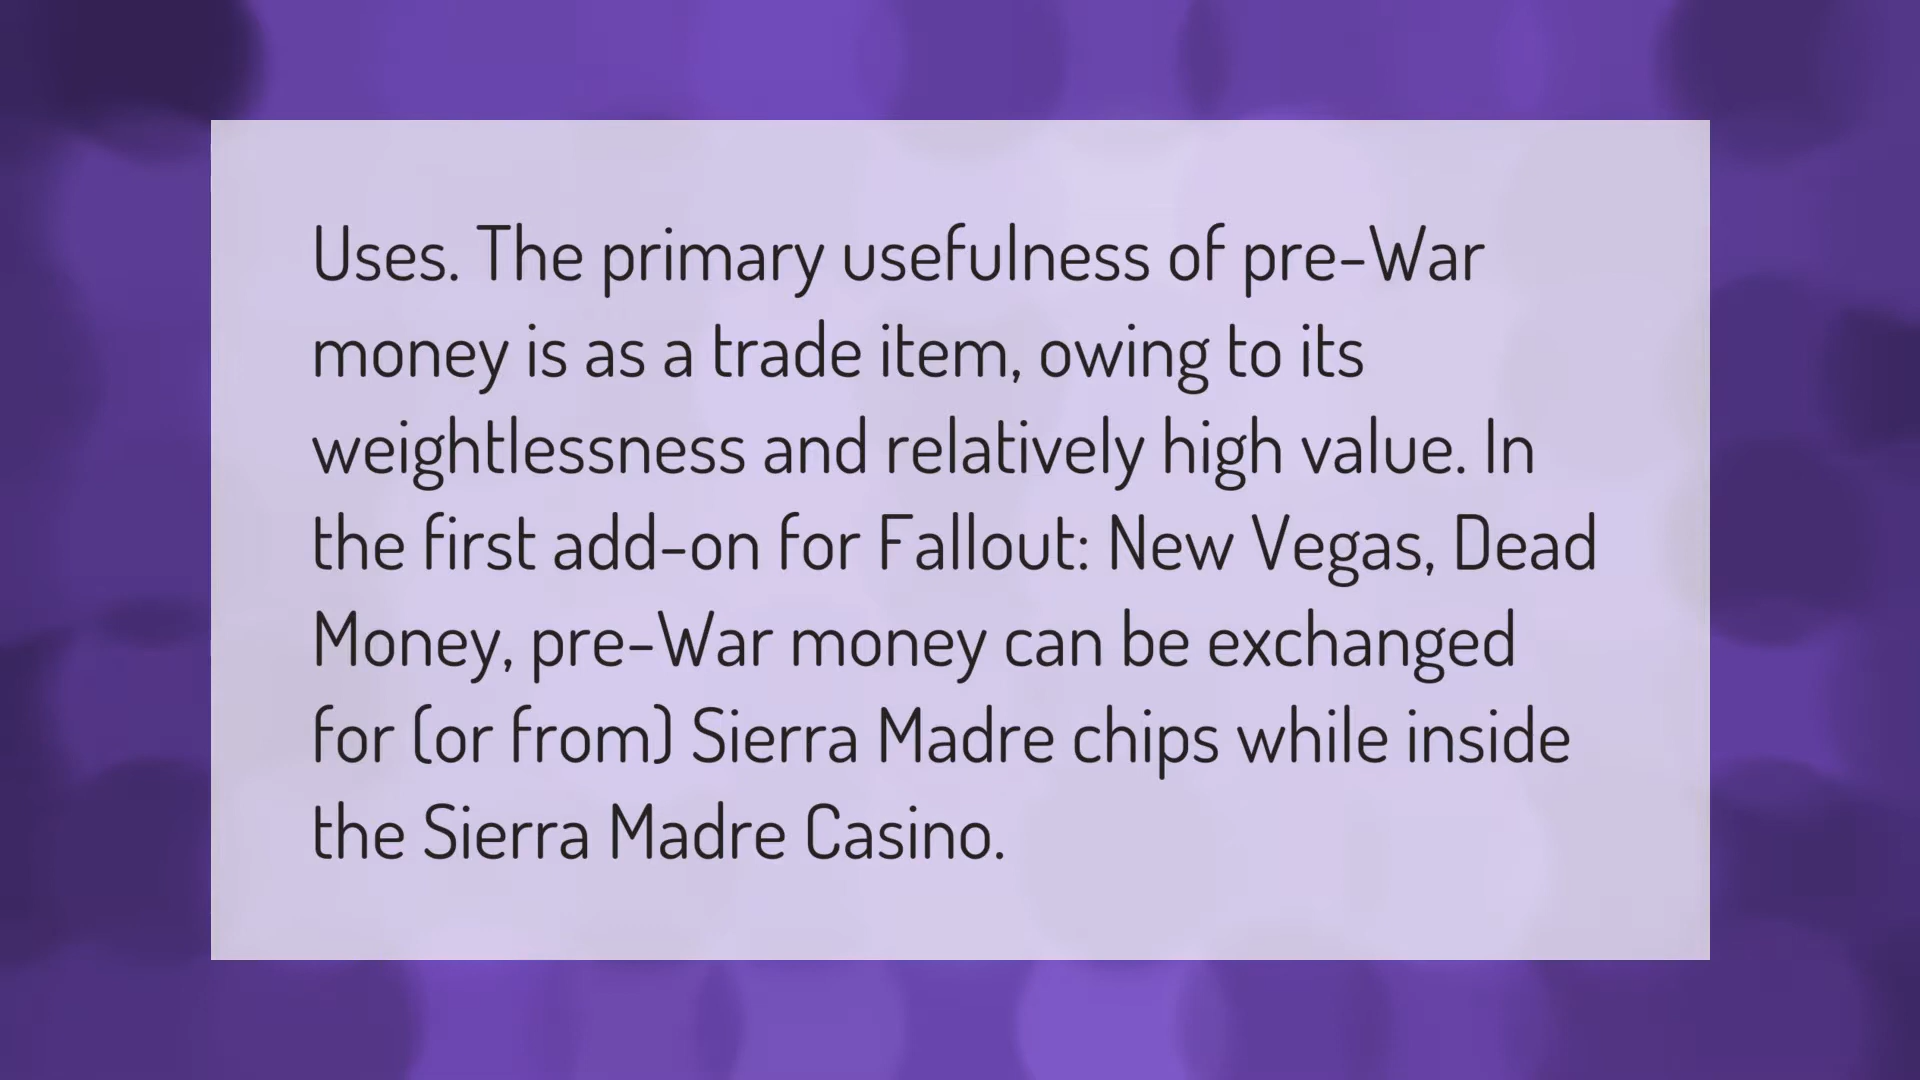 Uses. The primary usefulness of pre-War
money is as a trade item, owing to its
weightlessness and relatively high value. In
the first add-on for Fallout: New Vegas, Dead
Money, pre-War money can be exchanged
for (or from) Sierra Madre chips while inside
the Sierra Madre Casino.